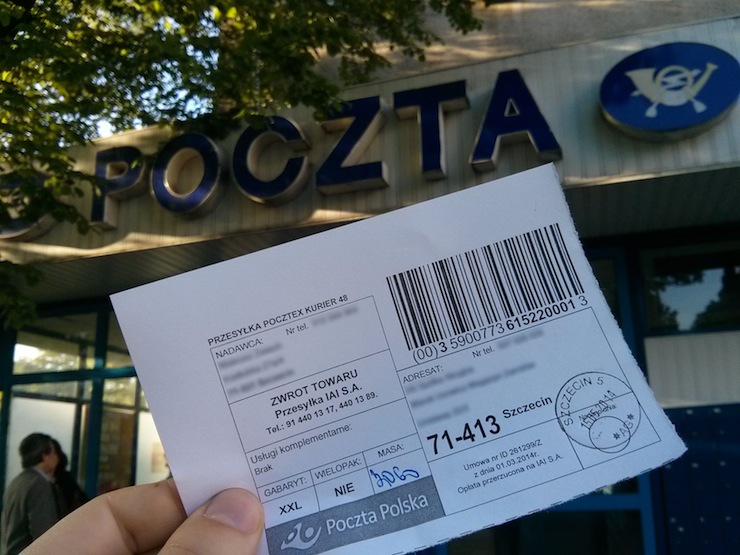 POCZTA
PRZESYŁKA POCZTEX KURIER 48
NADAWCA:
Nr tel.
ZWROT TOWARU
Przesyłka IAI S.A.
Tel.: 91 440 13 17, 440 13 89.
Usługi komplementarne:
Brak
GABARYT: WIELOPAK: MASA:
XXL NIE
Poczta Polska
(00) 3 5900773 615220001 3
ADRESAT:
Nr tel.
71-413 Szczecin
SZCZECIN 5
Umowa nr ID 261299/Z
z dnia 01.03.2014r.
Opłata przerzucona na IAI S.A.